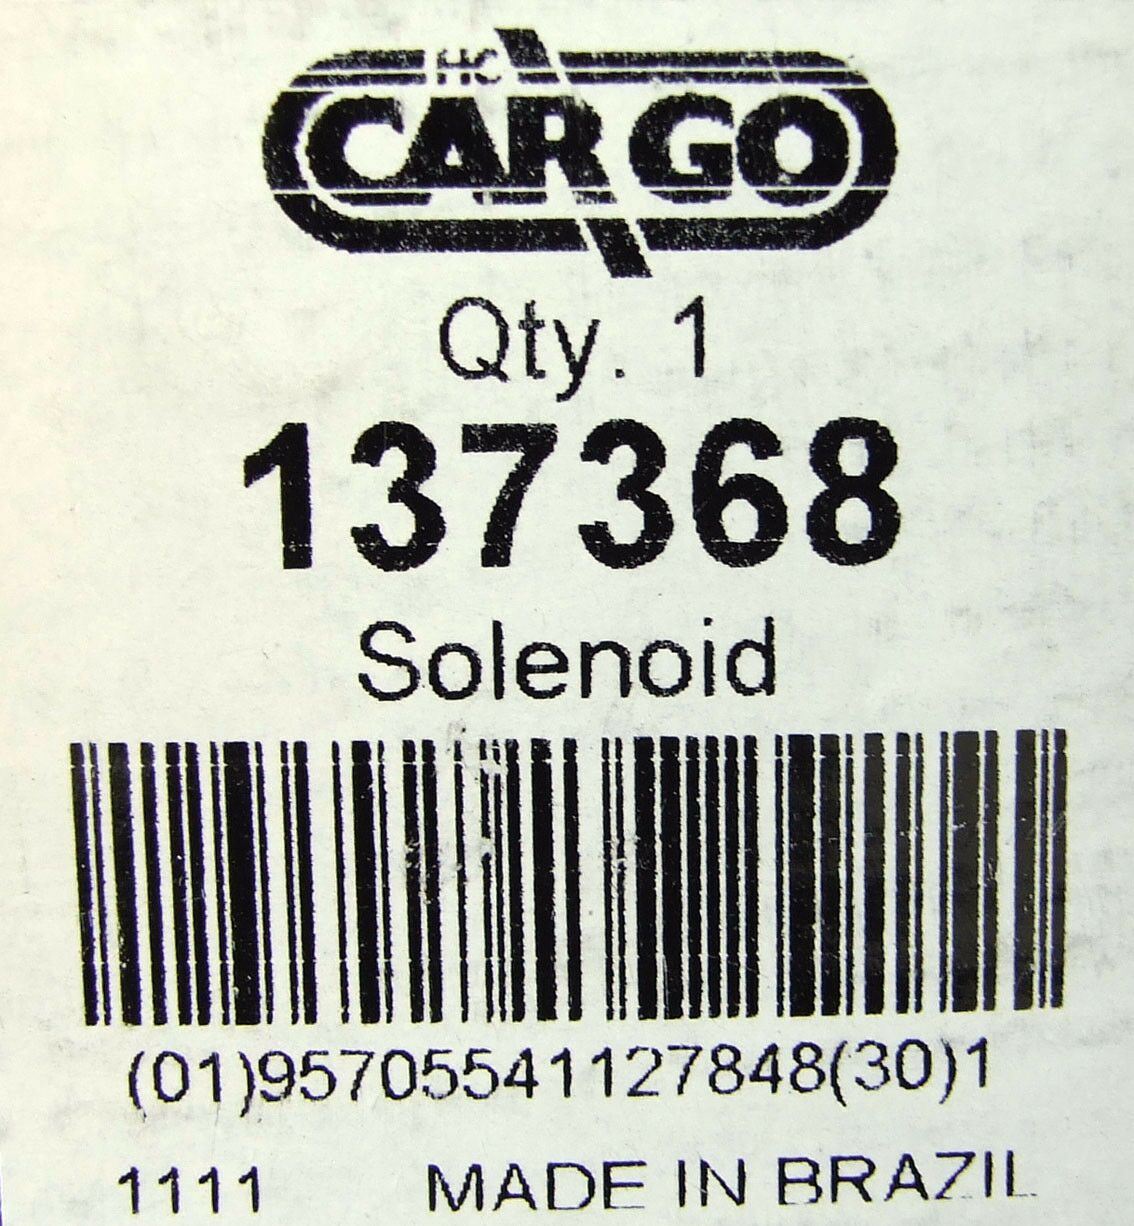 HC
CARGO
Qty. 1
137368
Solenoid
(01)95705541127848(30)1
1111 MADE IN BRAZIL